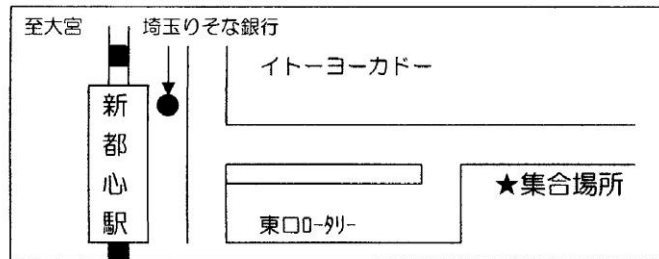 至大宮
埼玉りそな銀行
イトーヨーカドー
新都心駅
★集合場所
東口ロータリー